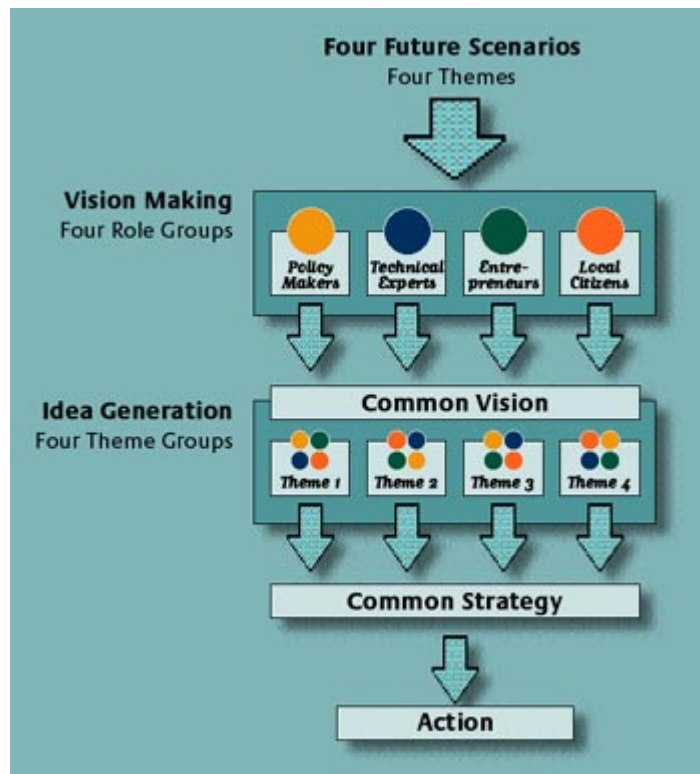 Four Future Scenarios
Four Themes
Vision Making
Four Role Groups
Policy
Makers
Technical
Experts
Entre-
preneurs
Local
Citizens
Common Vision
Idea Generation
Four Theme Groups
Theme 1
Theme 2
Theme 3
Theme 4
Common Strategy
Action